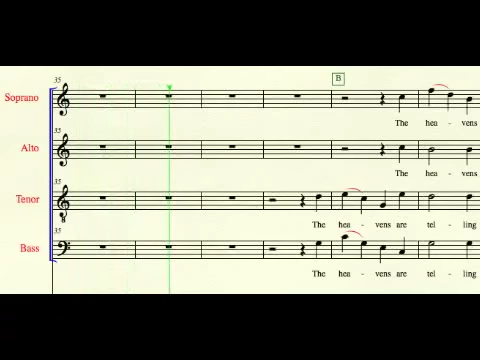 B
35
Soprano
The hea - vens
35
Alto
The hea - vens
35
Tenor
8
The hea - vens are tel - ling
35
Bass
The hea - vens are tel - ling